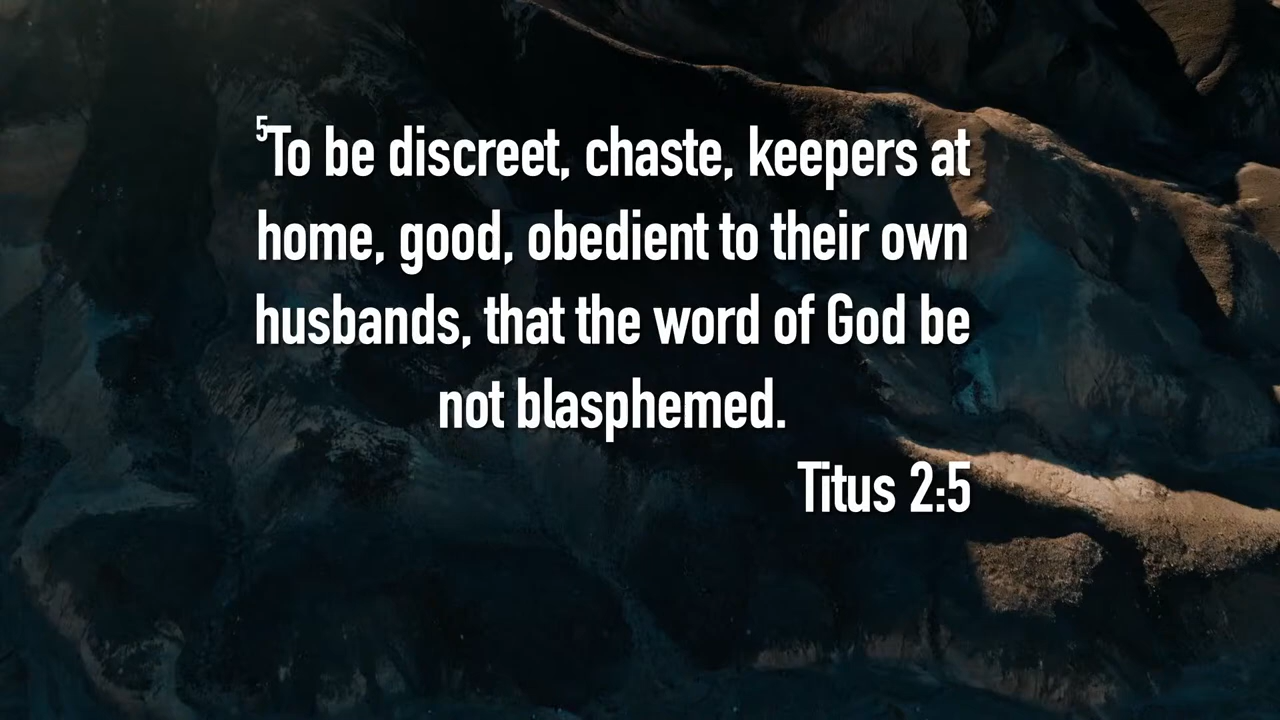 5To be discreet, chaste, keepers at
home, good, obedient to their own
husbands, that the word of God be
not blasphemed.
Titus 2:5